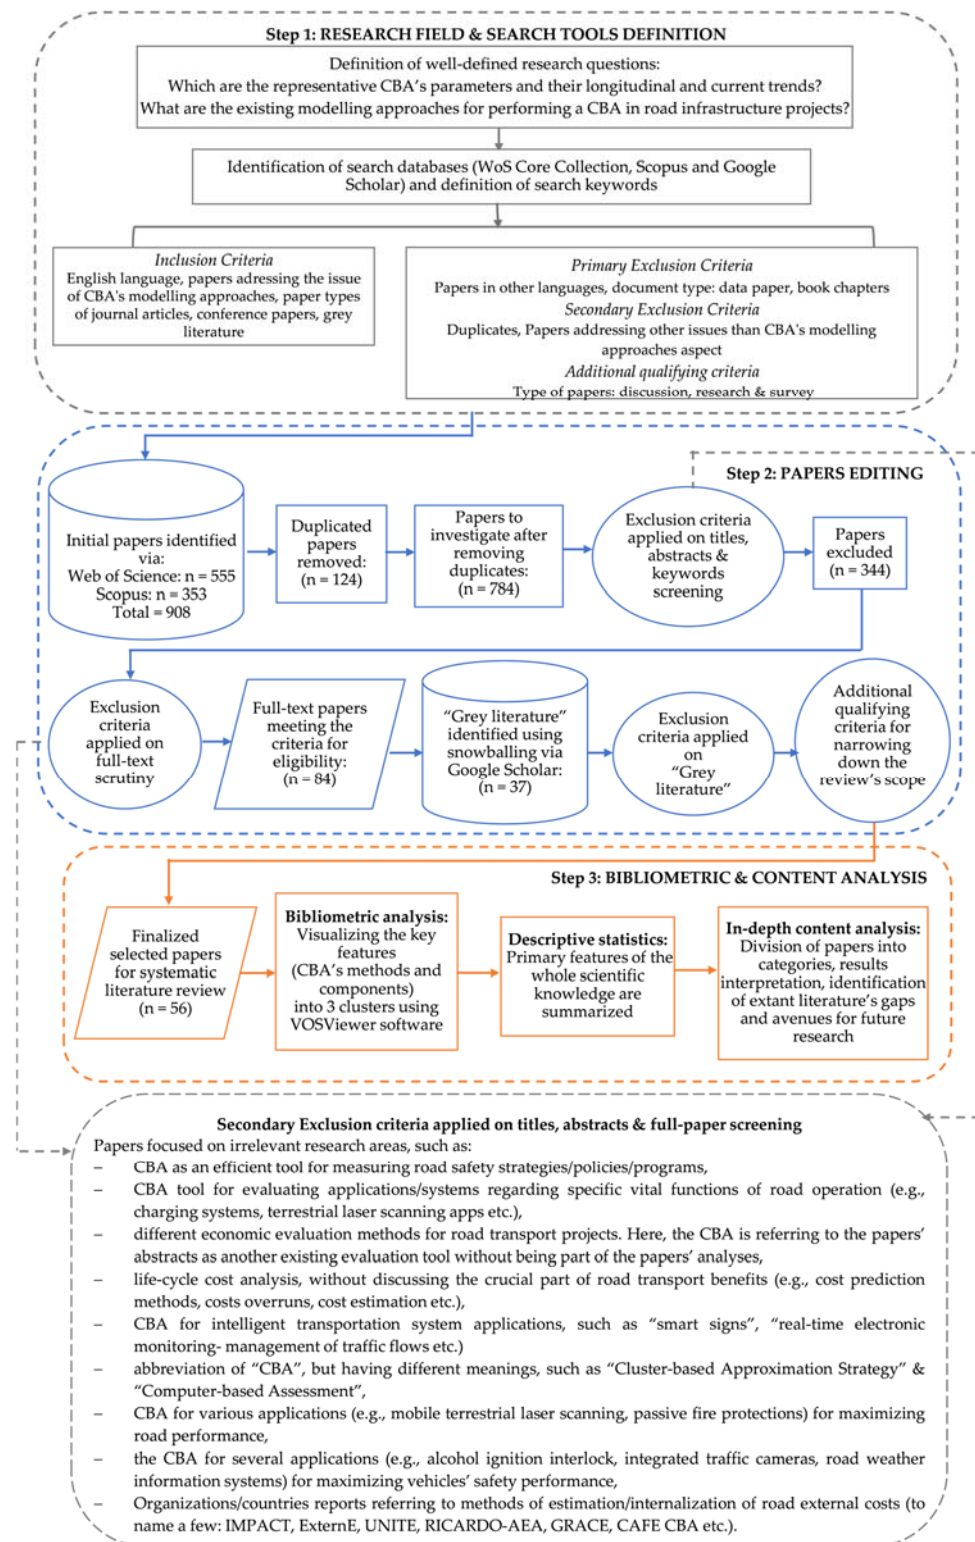 Step 1: RESEARCH FIELD & SEARCH TOOLS DEFINITION
Definition of well-defined research questions:
Which are the representative CBA's parameters and their longitudinal and current trends?
What are the existing modelling approaches for performing a CBA in road infrastructure projects?
Identification of search databases (WoS Core Collection, Scopus and Google
Scholar) and definition of search keywords
Inclusion Criteria
English language, papers adressing the issue
of CBA's modelling approaches, paper types
of journal articles, conference papers, grey
literature
Primary Exclusion Criteria
Papers in other languages, document type: data paper, book chapters
Secondary Exclusion Criteria
Duplicates, Papers addressing other issues than CBA's modelling
approaches aspect
Additional qualifying criteria
Type of papers: discussion, research & survey
Step 2: PAPERS EDITING
Initial papers identified
via:
Web of Science: n = 555
Scopus: n = 353
Total = 908
Duplicated
papers
removed:
(n = 124)
Papers to
investigate after
removing
duplicates:
(n = 784)
Exclusion criteria
applied on titles,
abstracts &
keywords
screening
Papers
excluded
(n = 344)
Exclusion
criteria
applied on
full-text
scrutiny
Full-text papers
meeting the
criteria for
eligibility:
(n = 84)
"Grey literature"
identified using
snowballing via
Google Scholar:
(n = 37)
Exclusion
criteria applied
on
"Grey
literature"
Additional
qualifying
criteria for
narrowing
down the
review's scope
Step 3: BIBLIOMETRIC & CONTENT ANALYSIS
Finalized
selected papers
for systematic
literature review
(n = 56)
Bibliometric analysis:
Visualizing the key
features
(CBA's methods and
components)
into 3 clusters using
VOSViewer software
Descriptive statistics:
Primary features of the
whole scientific
knowledge are
summarized
In-depth content analysis:
Division of papers into
categories, results
interpretation, identification
of extant literature's gaps
and avenues for future
research
Secondary Exclusion criteria applied on titles, abstracts & full-paper screening
Papers focused on irrelevant research areas, such as:
– CBA as an efficient tool for measuring road safety strategies/policies/programs,
– CBA tool for evaluating applications/systems regarding specific vital functions of road operation (e.g.,
charging systems, terrestrial laser scanning apps etc.),
– different economic evaluation methods for road transport projects. Here, the CBA is referring to the papers'
abstracts as another existing evaluation tool without being part of the papers' analyses,
– life-cycle cost analysis, without discussing the crucial part of road transport benefits (e.g., cost prediction
methods, costs overruns, cost estimation etc.),
– CBA for intelligent transportation system applications, such as "smart signs", "real-time electronic
monitoring- management of traffic flows etc.)
– abbreviation of "CBA", but having different meanings, such as "Cluster-based Approximation Strategy" &
"Computer-based Assessment",
– CBA for various applications (e.g., mobile terrestrial laser scanning, passive fire protections) for maximizing
road performance,
– the CBA for several applications (e.g., alcohol ignition interlock, integrated traffic cameras, road weather
information systems) for maximizing vehicles' safety performance,
– Organizations/countries reports referring to methods of estimation/internalization of road external costs (to
name a few: IMPACT, ExternE, UNITE, RICARDO-AEA, GRACE, CAFE CBA etc.).